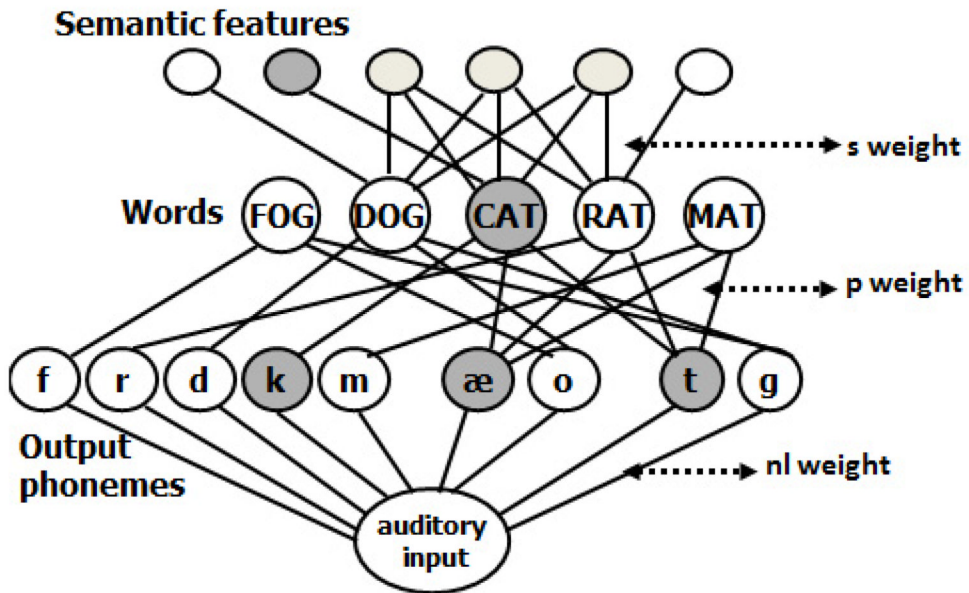 Semantic features
s weight
Words FOG DOG CAT RAT MAT
p weight
f r d k m æ o t g
Output
phonemes
nl weight
auditory
input